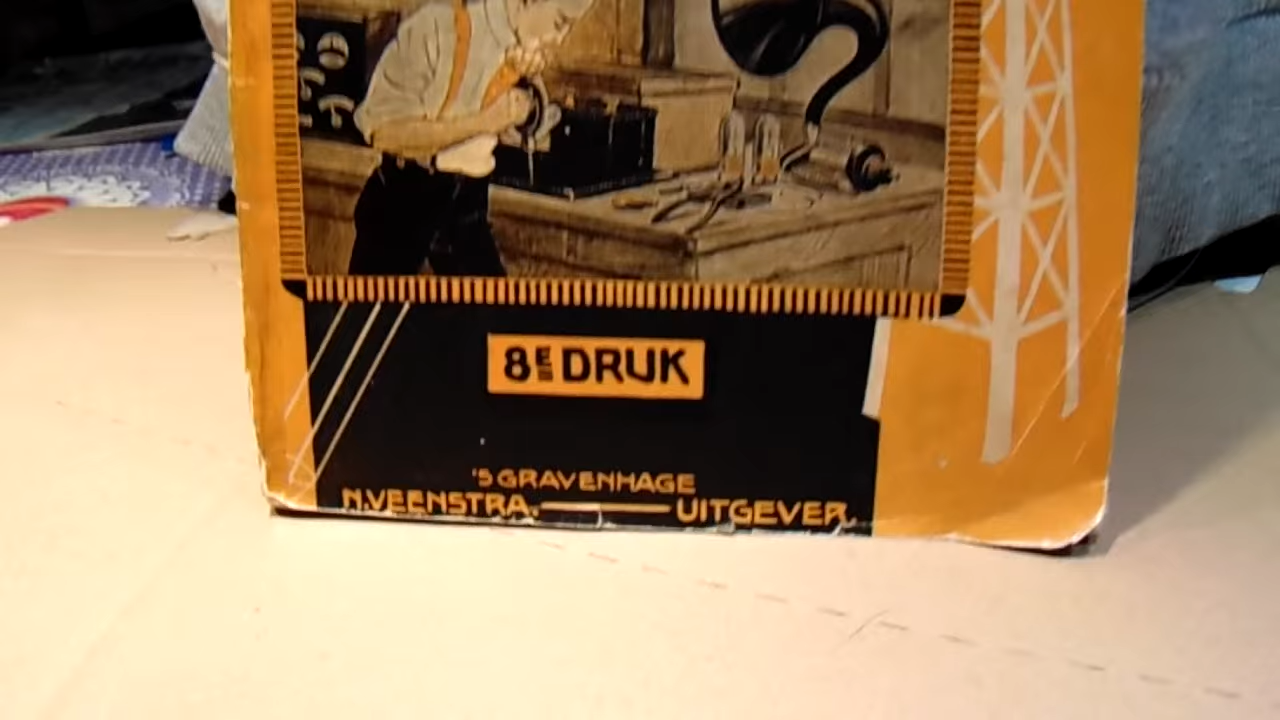 8E DRUK
'S GRAVENHAGE
N.VEENSTRA. — UITGEVER.